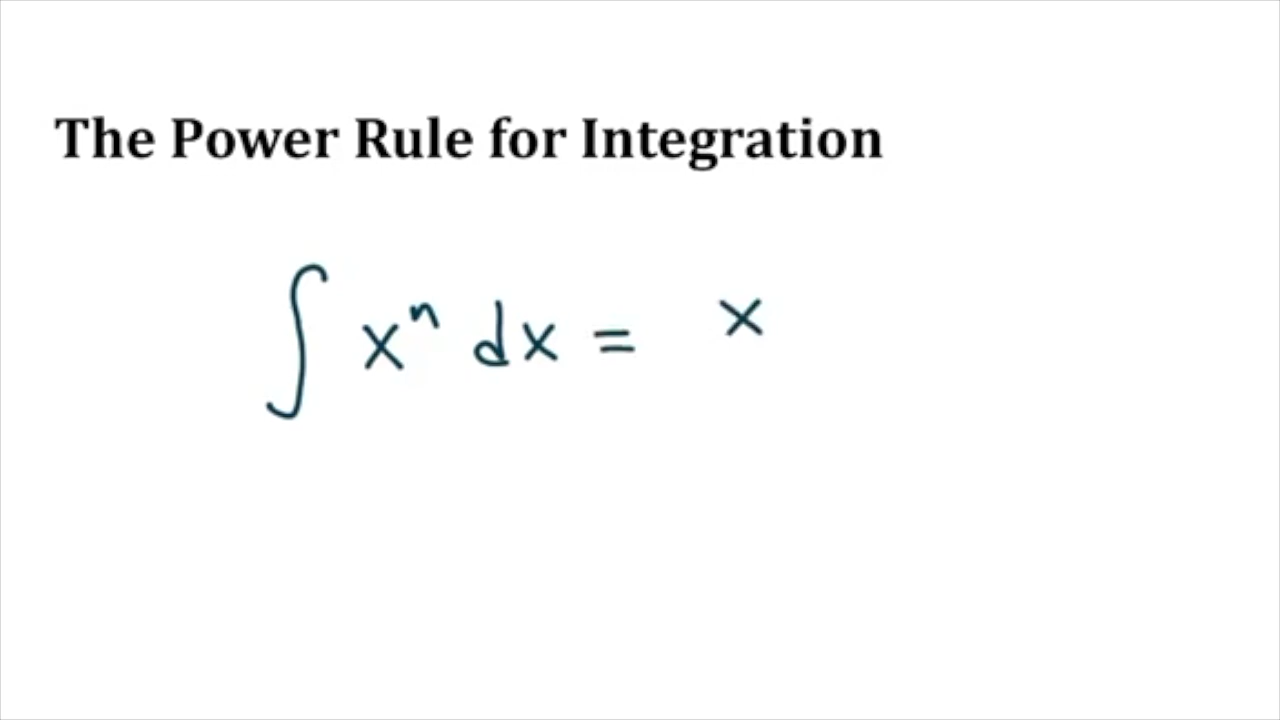 The Power Rule for Integration
∫ xⁿ dx = x